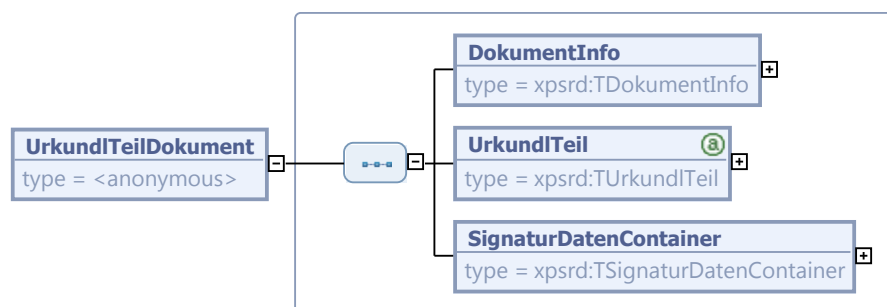 DokumentInfo
type = xpsrd:TDokumentInfo
UrkundlTeilDokument
type = <anonymous>
UrkundlTeil
a
type = xpsrd:TUrkundlTeil
SignaturDatenContainer
type = xpsrd:TSignaturDatenContainer